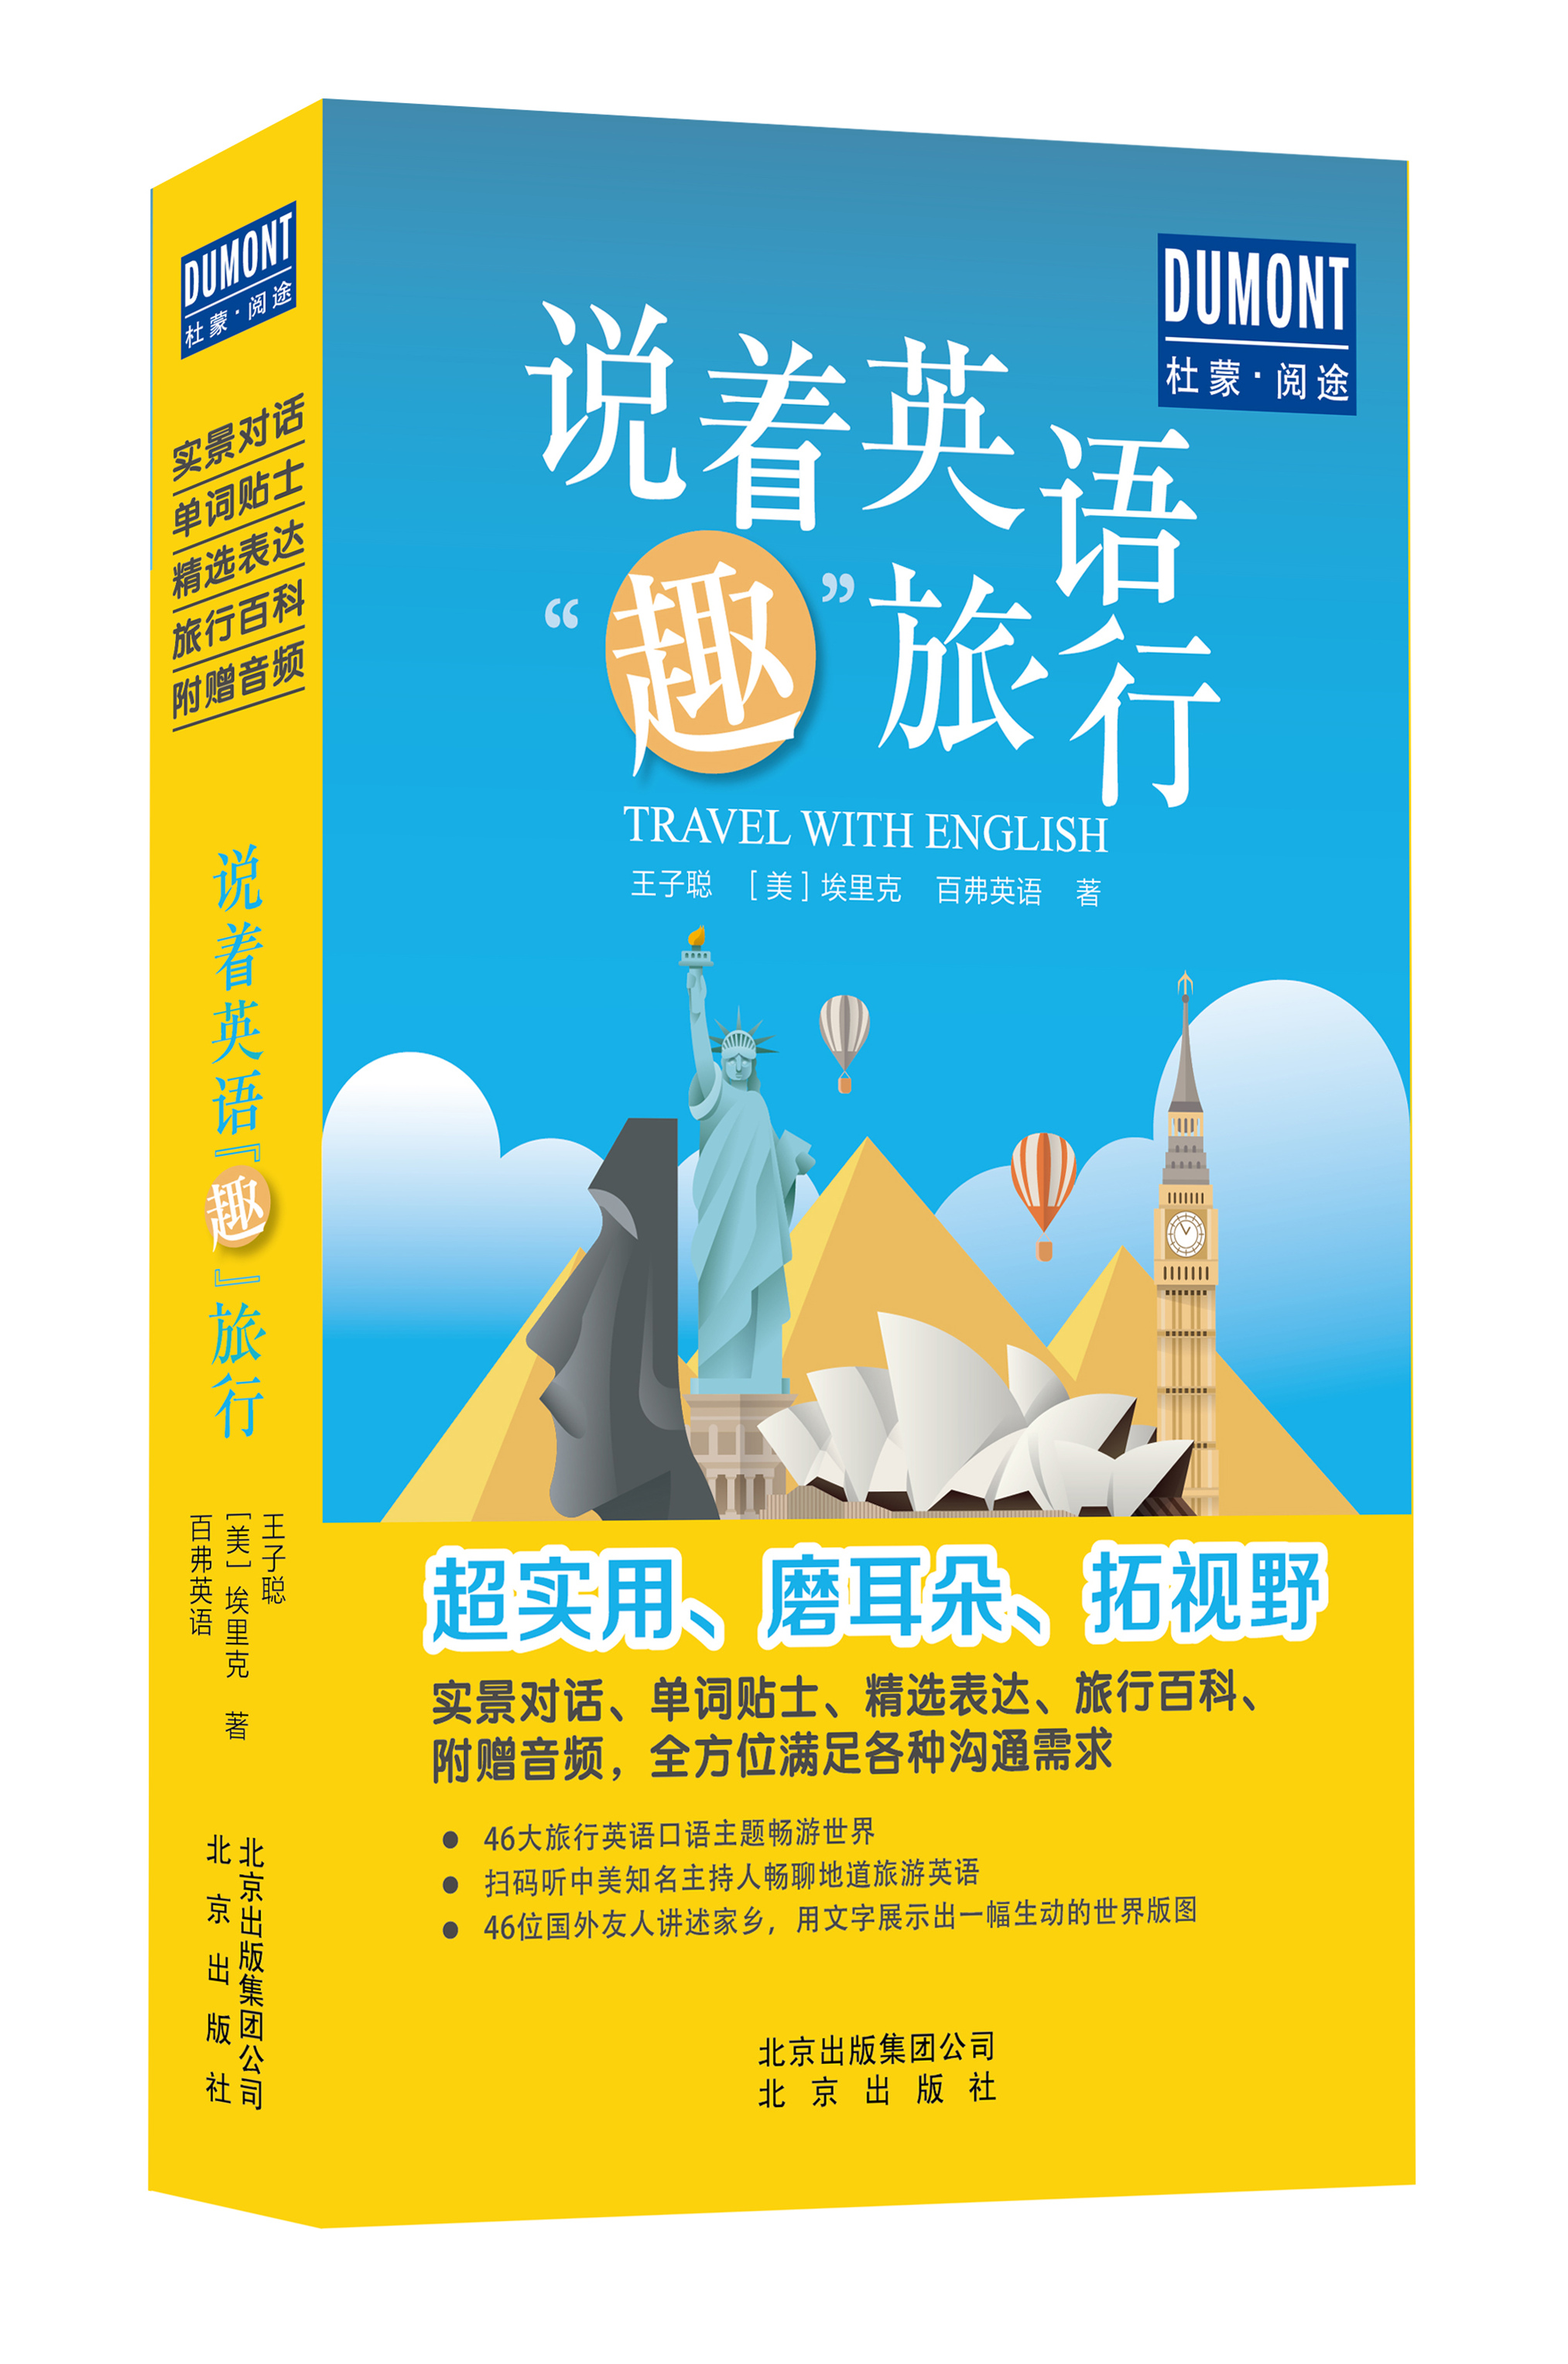 DUMONT
杜蒙·阅途
实景对话
单词贴士
精选表达
旅行百科
附赠音频
说着英语『趣』旅行
王子聪
[美]埃里克 著
百弗英语
北京出版集团公司
北京出版社
DUMONT
杜蒙·阅途
说着英语
“趣”旅行
TRAVEL WITH ENGLISH
王子聪 [美]埃里克 百弗英语 著
超实用、磨耳朵、拓视野
实景对话、单词贴士、精选表达、旅行百科、
附赠音频，全方位满足各种沟通需求
● 46大旅行英语口语主题畅游世界
● 扫码听中美知名主持人畅聊地道旅游英语
● 46位国外友人讲述家乡，用文字展示出一幅生动的世界版图
北京出版集团公司
北京出版社